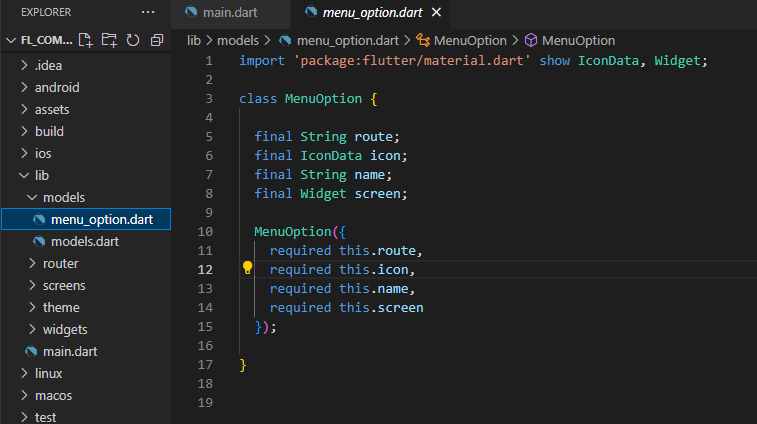 EXPLORER
FL_COM...
.idea
android
assets
build
ios
lib
models
menu_option.dart
models.dart
router
screens
theme
widgets
main.dart
linux
macos
test
main.dart
menu_option.dart
lib > models > menu_option.dart > MenuOption > MenuOption
1 import 'package:flutter/material.dart' show IconData, Widget;
2
3 class MenuOption {
4
5 final String route;
6 final IconData icon;
7 final String name;
8 final Widget screen;
9
10 MenuOption({
11 required this.route,
12 required this.icon,
13 required this.name,
14 required this.screen
15 });
16
17 }
18
19